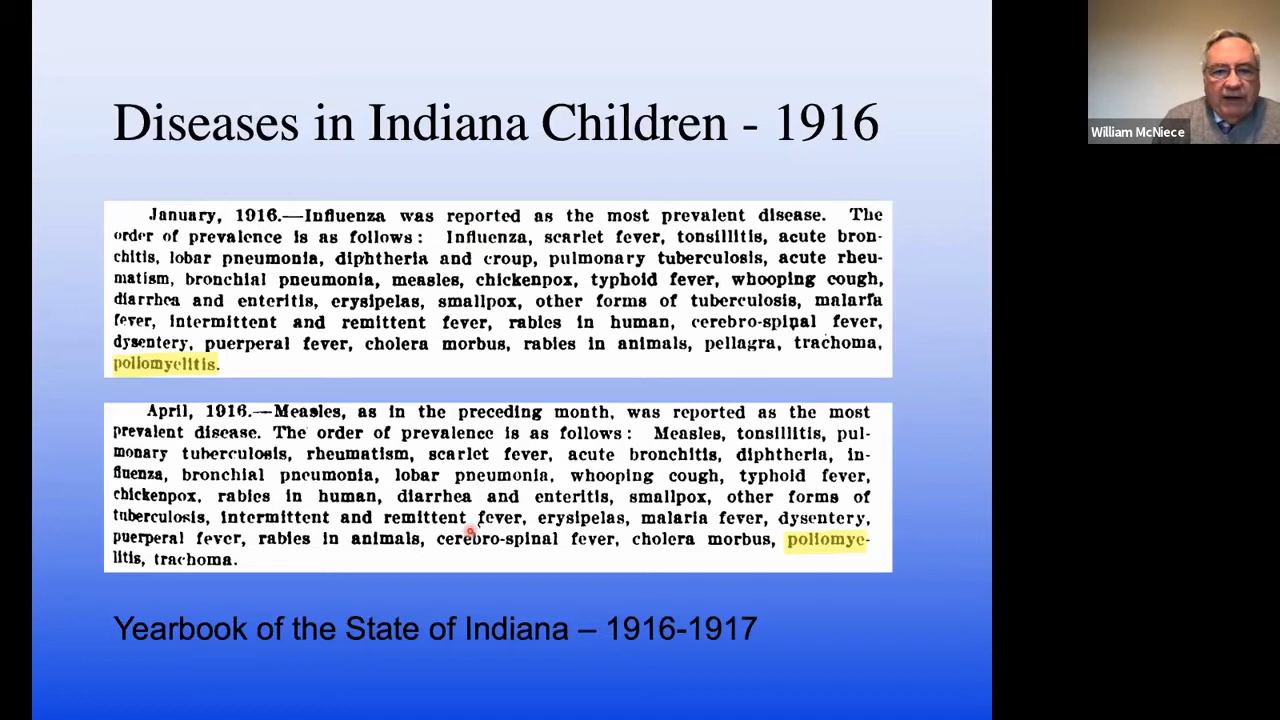 Diseases in Indiana Children - 1916
January, 1916.—Influenza was reported as the most prevalent disease. The
order of prevalence is as follows: Influenza, scarlet fever, tonsillitis, acute bron-
chitis, lobar pneumonia, diphtheria and croup, pulmonary tuberculosis, acute rheu-
matism, bronchial pneumonia, measles, chickenpox, typhoid fever, whooping cough,
diarrhea and enteritis, erysipelas, smallpox, other forms of tuberculosis, malarfa
fever, intermittent and remittent fever, rabies in human, cerebro-spinal fever,
dysentery, puerperal fever, cholera morbus, rabies in animals, pellagra, trachoma,
poliomyelitis.
April, 1916.—Measles, as in the preceding month, was reported as the most
prevalent disease. The order of prevalence is as follows: Measles, tonsillitis, pul-
monary tuberculosis, rheumatism, scarlet fever, acute bronchitis, diphtheria, in-
fluenza, bronchial pneumonia, lobar pneumonia, whooping cough, typhoid fever,
chickenpox, rabies in human, diarrhea and enteritis, smallpox, other forms of
tuberculosis, intermittent and remittent fever, erysipelas, malaria fever, dysentery,
puerperal fever, rabies in animals, cerebro-spinal fever, cholera morbus, poliomye-
litis, trachoma.
Yearbook of the State of Indiana – 1916-1917
William McNiece